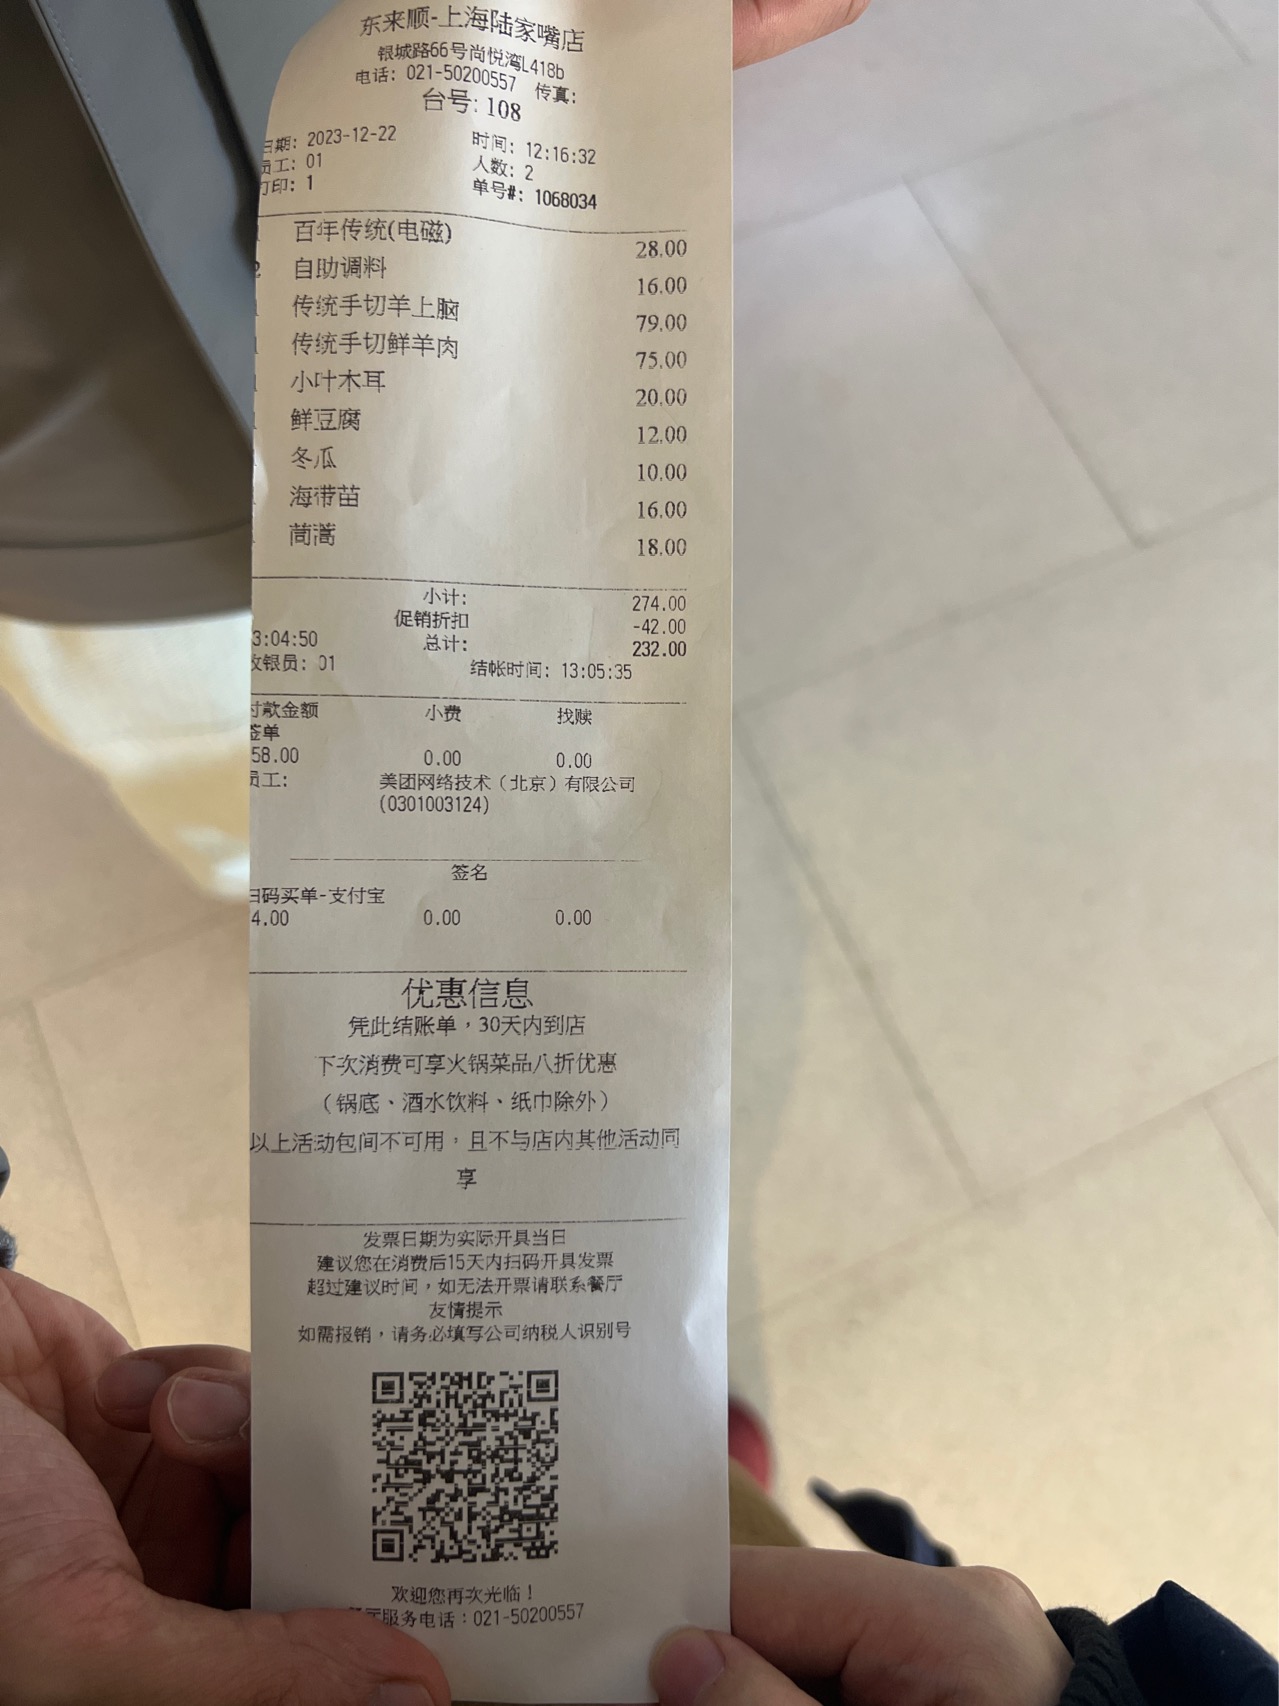 东来顺-上海陆家嘴店
银城路66号尚悦湾L418b
电话: 021-50200557 传真:
台号: 108
日期: 2023-12-22 时间: 12:16:32
员工: 01 人数: 2
打印: 1 单号#: 1068034
百年传统(电磁) 28.00
2 自助调料 16.00
传统手切羊上脑 79.00
传统手切鲜羊肉 75.00
小叶木耳 20.00
鲜豆腐 12.00
冬瓜 10.00
海带苗 16.00
茼蒿 18.00
小计: 274.00
促销折扣 -42.00
3:04:50 总计: 232.00
收银员: 01 结帐时间: 13:05:35
付款金额 小费 找赎
签单
58.00 0.00 0.00
员工: 美团网络技术（北京）有限公司
(0301003124)
签名
扫码买单-支付宝
4.00 0.00 0.00
优惠信息
凭此结账单，30天内到店
下次消费可享火锅菜品八折优惠
（锅底、酒水饮料、纸巾除外）
以上活动包间不可用，且不与店内其他活动同
享
发票日期为实际开具当日
建议您在消费后15天内扫码开具发票
超过建议时间，如无法开票请联系餐厅
友情提示
如需报销，请务必填写公司纳税人识别号
欢迎您再次光临！
服务电话：021-50200557